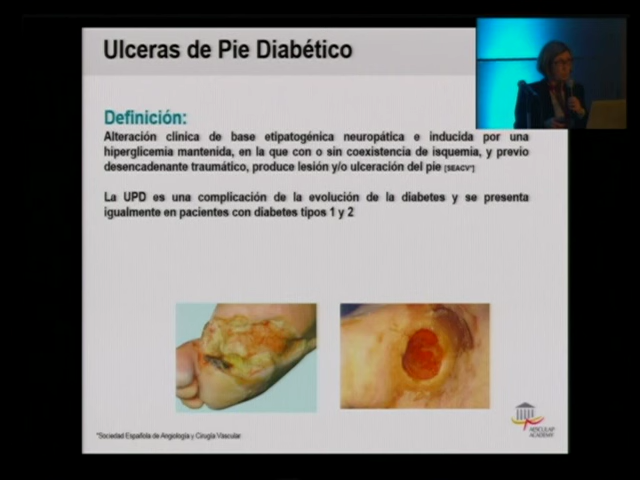 Ulceras de Pie Diabético
Definición:
Alteración clínica de base etipatogénica neuropática e inducida por una
hiperglicemia mantenida, en la que con o sin coexistencia de isquemia, y previo
desencadenante traumático, produce lesión y/o ulceración del pie [SEACV*]
La UPD es una complicación de la evolución de la diabetes y se presenta
igualmente en pacientes con diabetes tipos 1 y 2
*Sociedad Española de Angiología y Cirugía Vascular
AESCULAP
ACADEMY